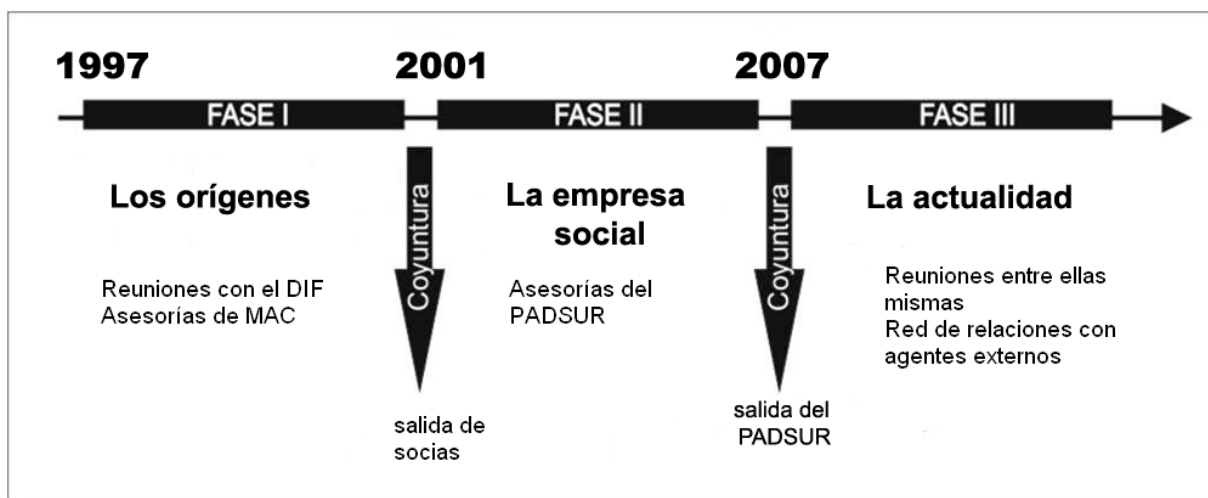 1997
2001
2007
FASE I
FASE II
FASE III
Los orígenes
Reuniones con el DIF
Asesorías de MAC
Coyuntura
salida de
socias
La empresa
social
Asesorías del
PADSUR
Coyuntura
salida del
PADSUR
La actualidad
Reuniones entre ellas
mismas
Red de relaciones con
agentes externos